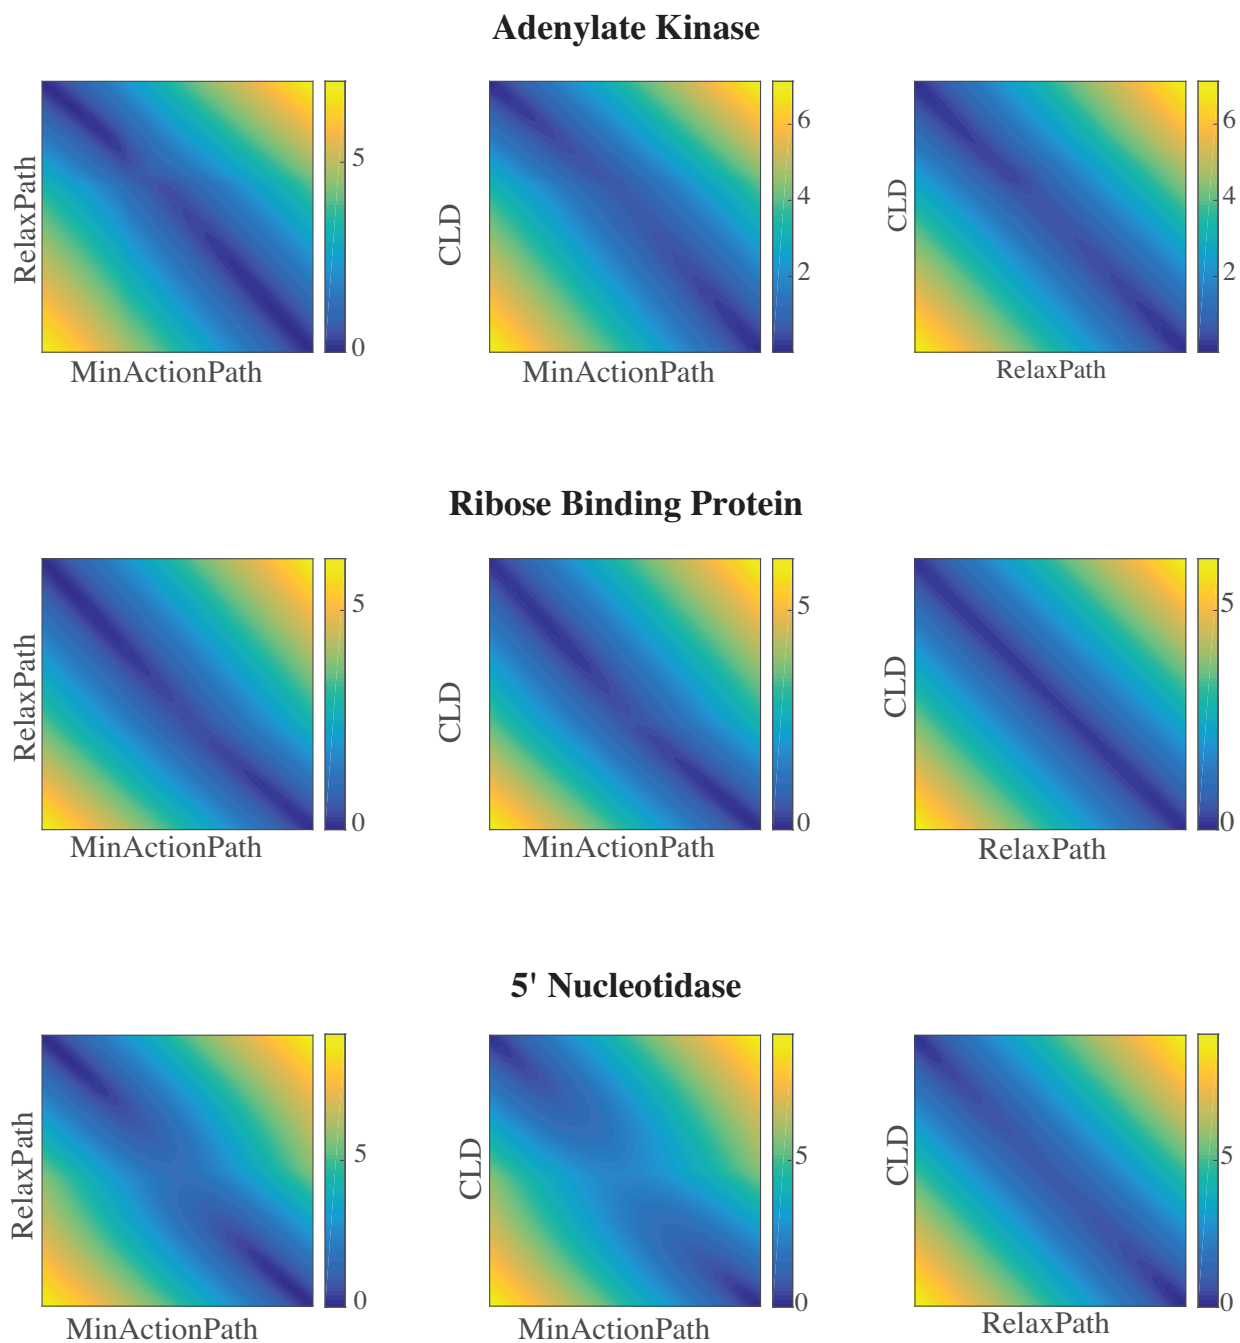 Adenylate Kinase
RelaxPath
5
0
MinActionPath
CLD
6
4
2
MinActionPath
CLD
6
4
2
RelaxPath
Ribose Binding Protein
RelaxPath
5
0
MinActionPath
CLD
5
0
MinActionPath
CLD
5
0
RelaxPath
5' Nucleotidase
RelaxPath
5
0
MinActionPath
CLD
5
0
MinActionPath
CLD
5
0
RelaxPath